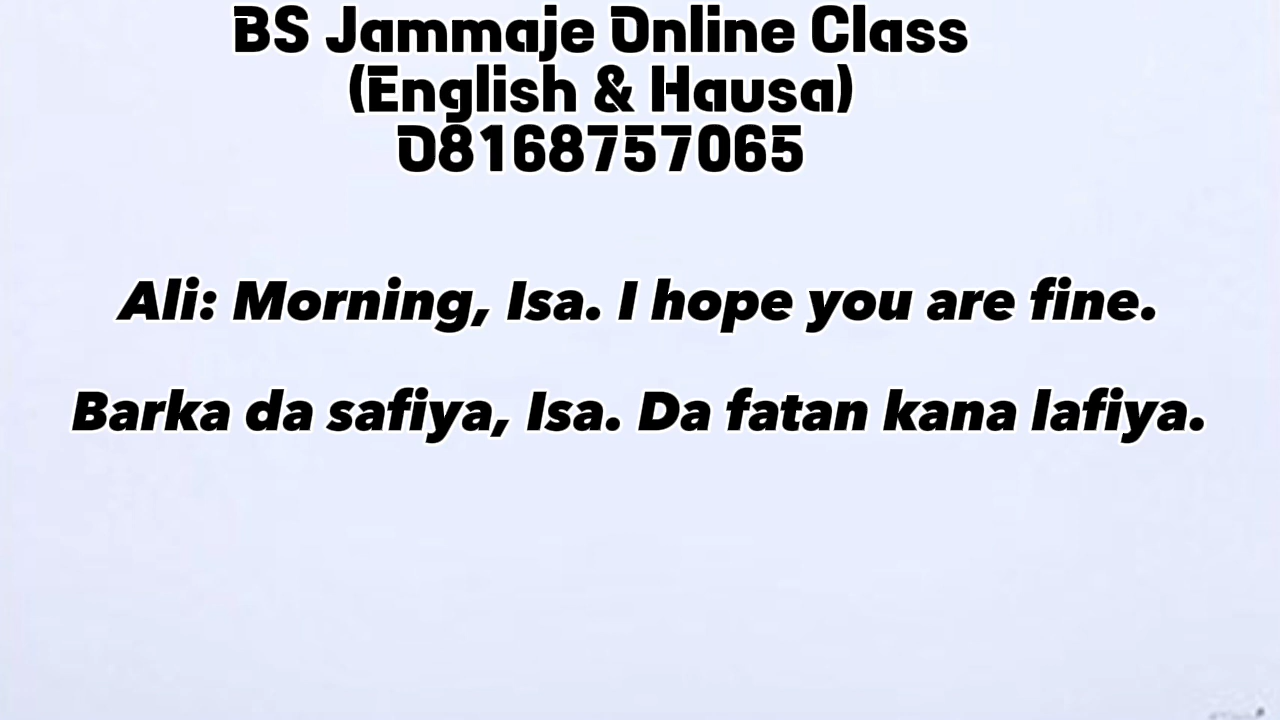 BS Jammaje Online Class
(English & Hausa)
08168757065
Ali: Morning, Isa. I hope you are fine.
Barka da safiya, Isa. Da fatan kana lafiya.